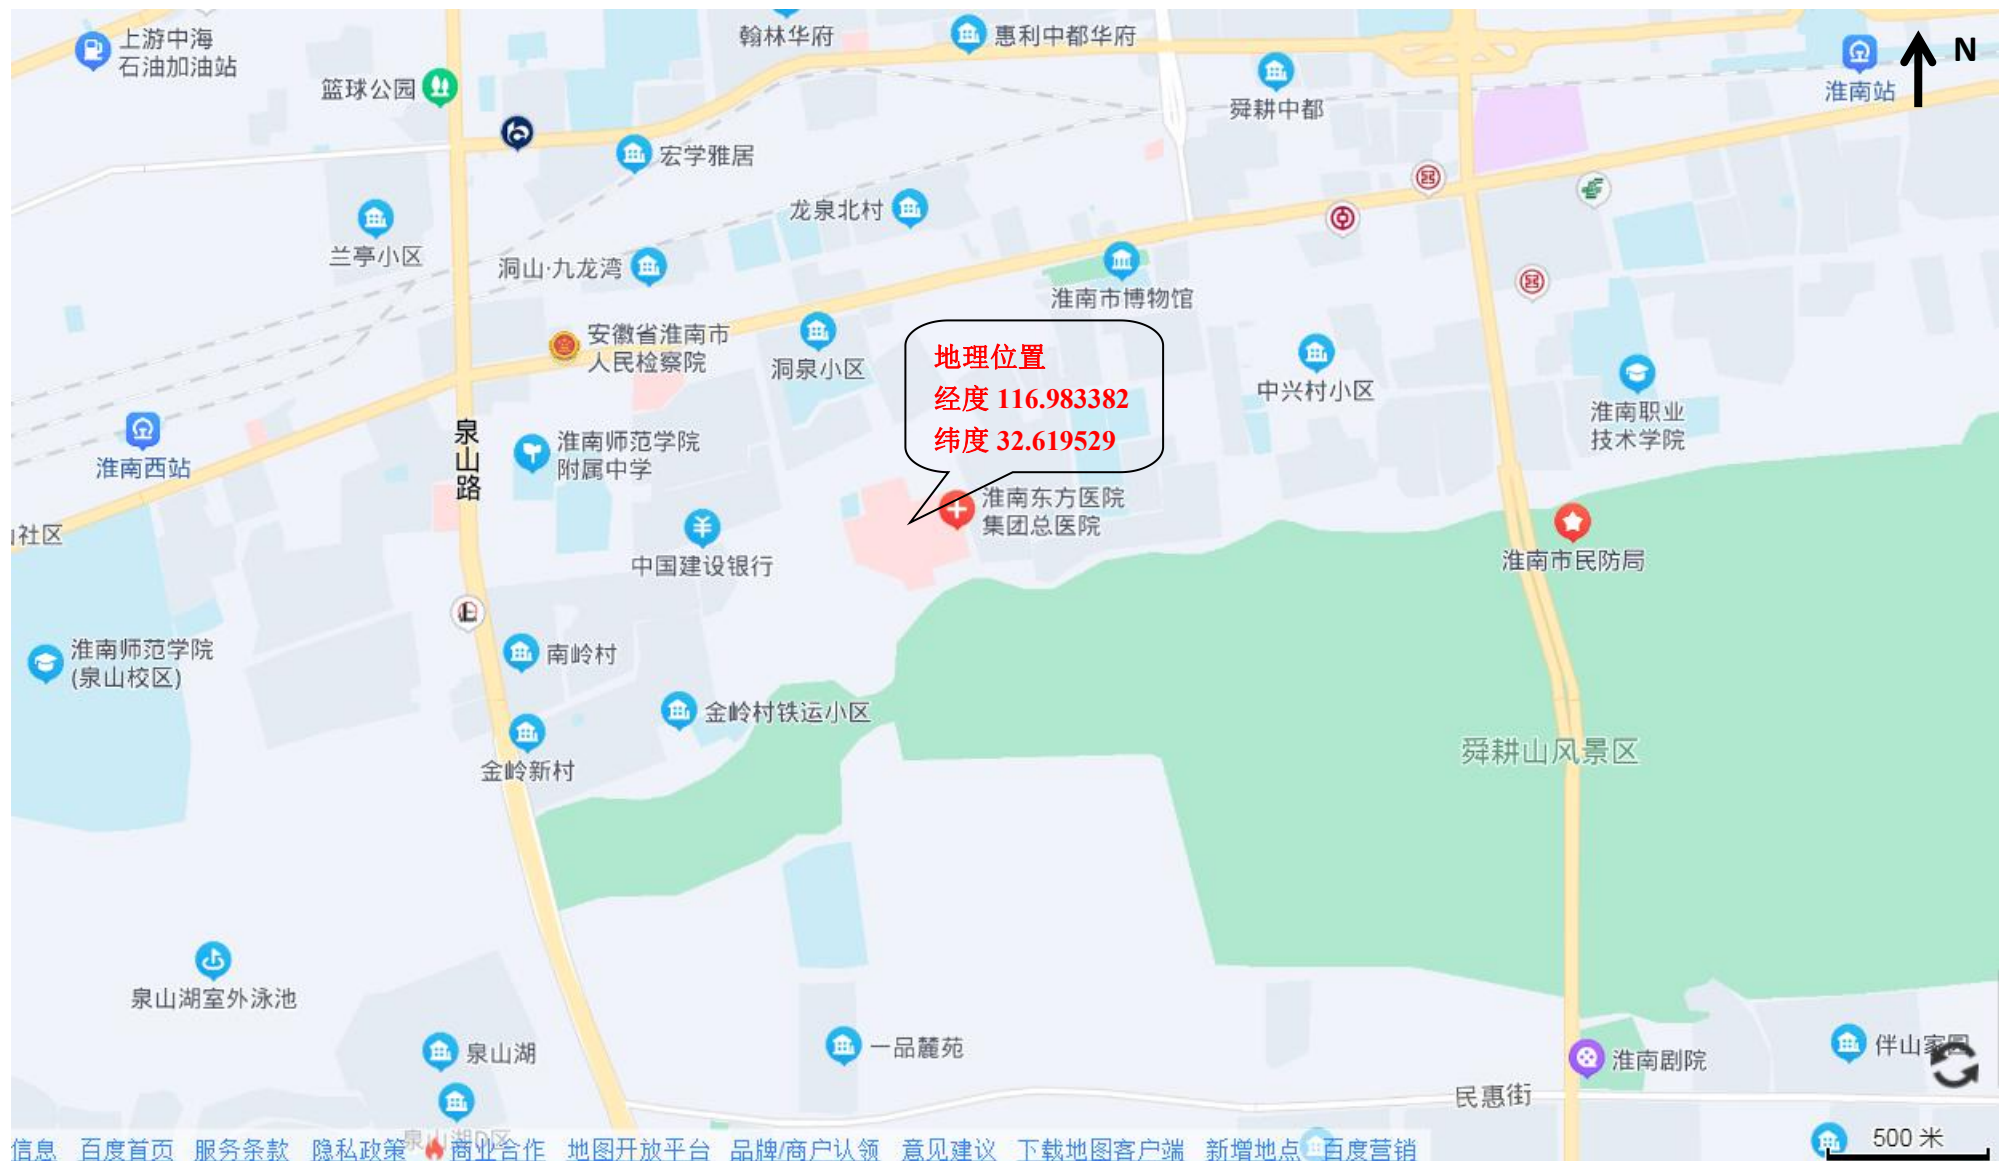 上游中海
石油加油站
翰林华府
惠利中都华府
N
篮球公园
舜耕中都
淮南站
宏学雅居
龙泉北村
兰亭小区
洞山·九龙湾
淮南市博物馆
安徽省淮南市
人民检察院
洞泉小区
地理位置
经度 116.983382
纬度 32.619529
中兴村小区
淮南职业
技术学院
泉山路
淮南西站
淮南师范学院
附属中学
淮南东方医院
集团总医院
社区
中国建设银行
淮南市民防局
淮南师范学院
(泉山校区)
南岭村
金岭村铁运小区
金岭新村
舜耕山风景区
泉山湖室外泳池
泉山湖
一品麓苑
淮南剧院
伴山家园
民惠街
泉山湖D区
信息 百度首页 服务条款 隐私政策 商业合作 地图开放平台 品牌/商户认领 意见建议 下载地图客户端 新增地点 百度营销
500 米